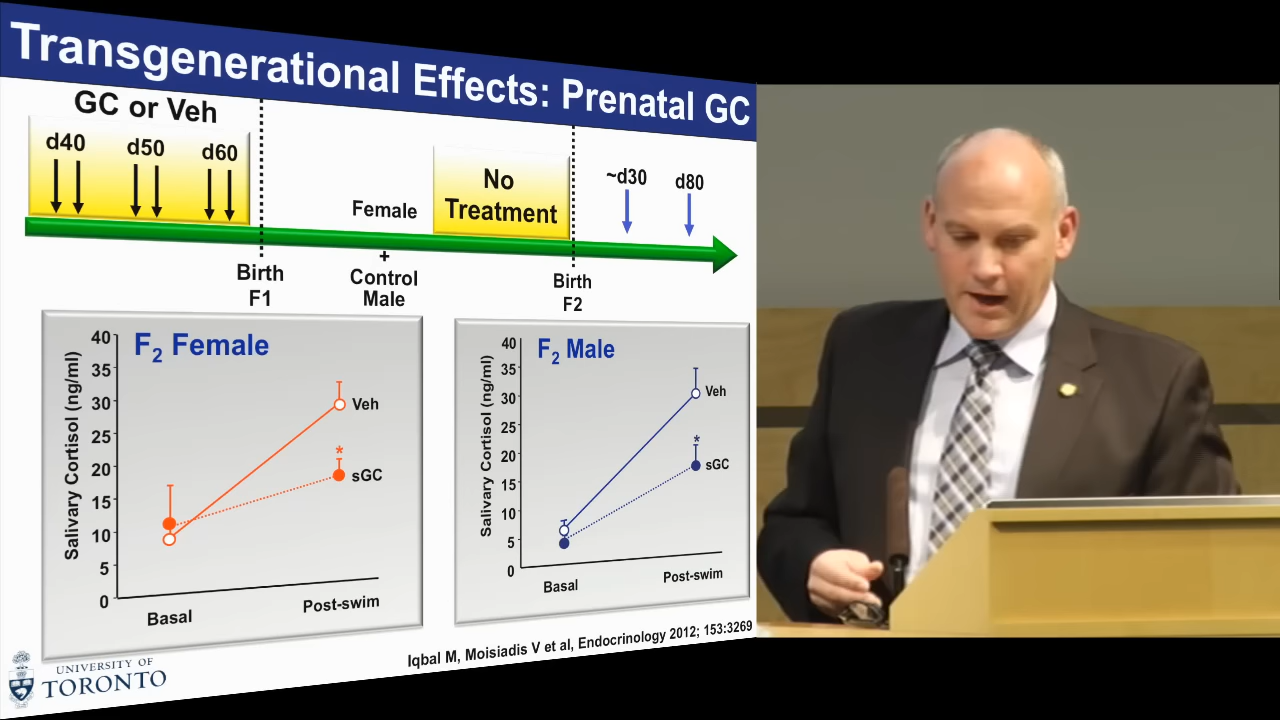 Transgenerational Effects: Prenatal GC
GC or Veh
d40
d50
d60
Female
No
Treatment
~d30
d80
Birth
F1
+
Control
Male
Birth
F2
F2 Female
Salivary Cortisol (ng/ml)
40
35
30
25
20
15
10
5
0
Veh
*
sGC
Basal
Post-swim
F2 Male
Salivary Cortisol (ng/ml)
40
35
30
25
20
15
10
5
0
Veh
*
sGC
Basal
Post-swim
Iqbal M, Moisiadis V et al, Endocrinology 2012; 153:3269
UNIVERSITY OF
TORONTO